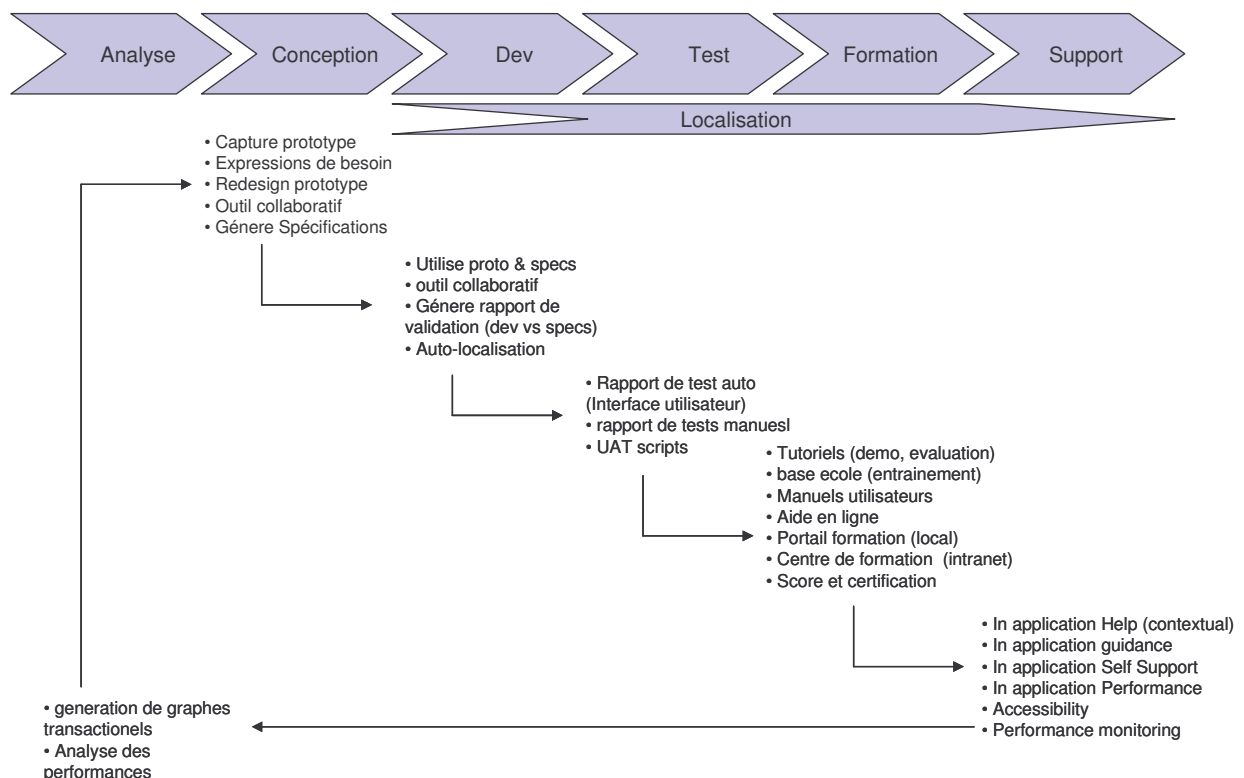 Analyse
Conception
Dev
Test
Formation
Support
Localisation
• Capture prototype
• Expressions de besoin
• Redesign prototype
• Outil collaboratif
• Génere Spécifications
• Utilise proto & specs
• outil collaboratif
• Génere rapport de
validation (dev vs specs)
• Auto-localisation
• Rapport de test auto
(Interface utilisateur)
• rapport de tests manuesl
• UAT scripts
• Tutoriels (demo, evaluation)
• base ecole (entrainement)
• Manuels utilisateurs
• Aide en ligne
• Portail formation (local)
• Centre de formation (intranet)
• Score et certification
• In application Help (contextual)
• In application guidance
• In application Self Support
• In application Performance
• Accessibility
• Performance monitoring
• generation de graphes
transactionels
• Analyse des
performances